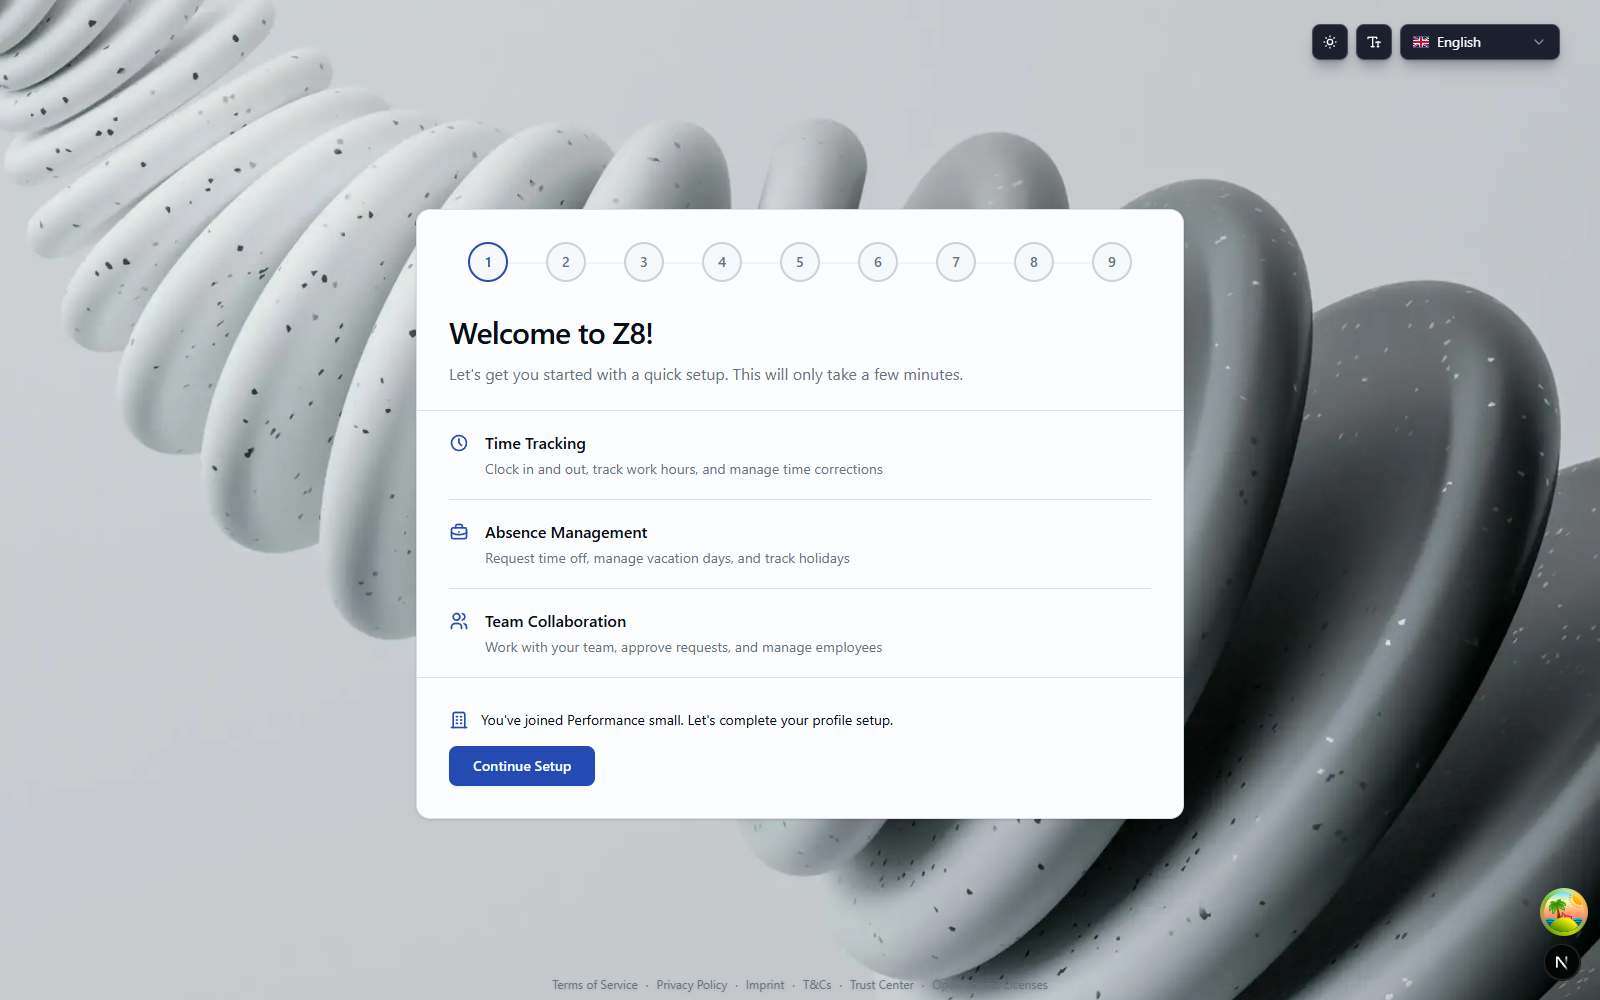 English
1 2 3 4 5 6 7 8 9
Welcome to Z8!
Let's get you started with a quick setup. This will only take a few minutes.
Time Tracking
Clock in and out, track work hours, and manage time corrections
Absence Management
Request time off, manage vacation days, and track holidays
Team Collaboration
Work with your team, approve requests, and manage employees
You've joined Performance small. Let's complete your profile setup.
Continue Setup
Terms of Service · Privacy Policy · Imprint · T&Cs · Trust Center · Licenses
N